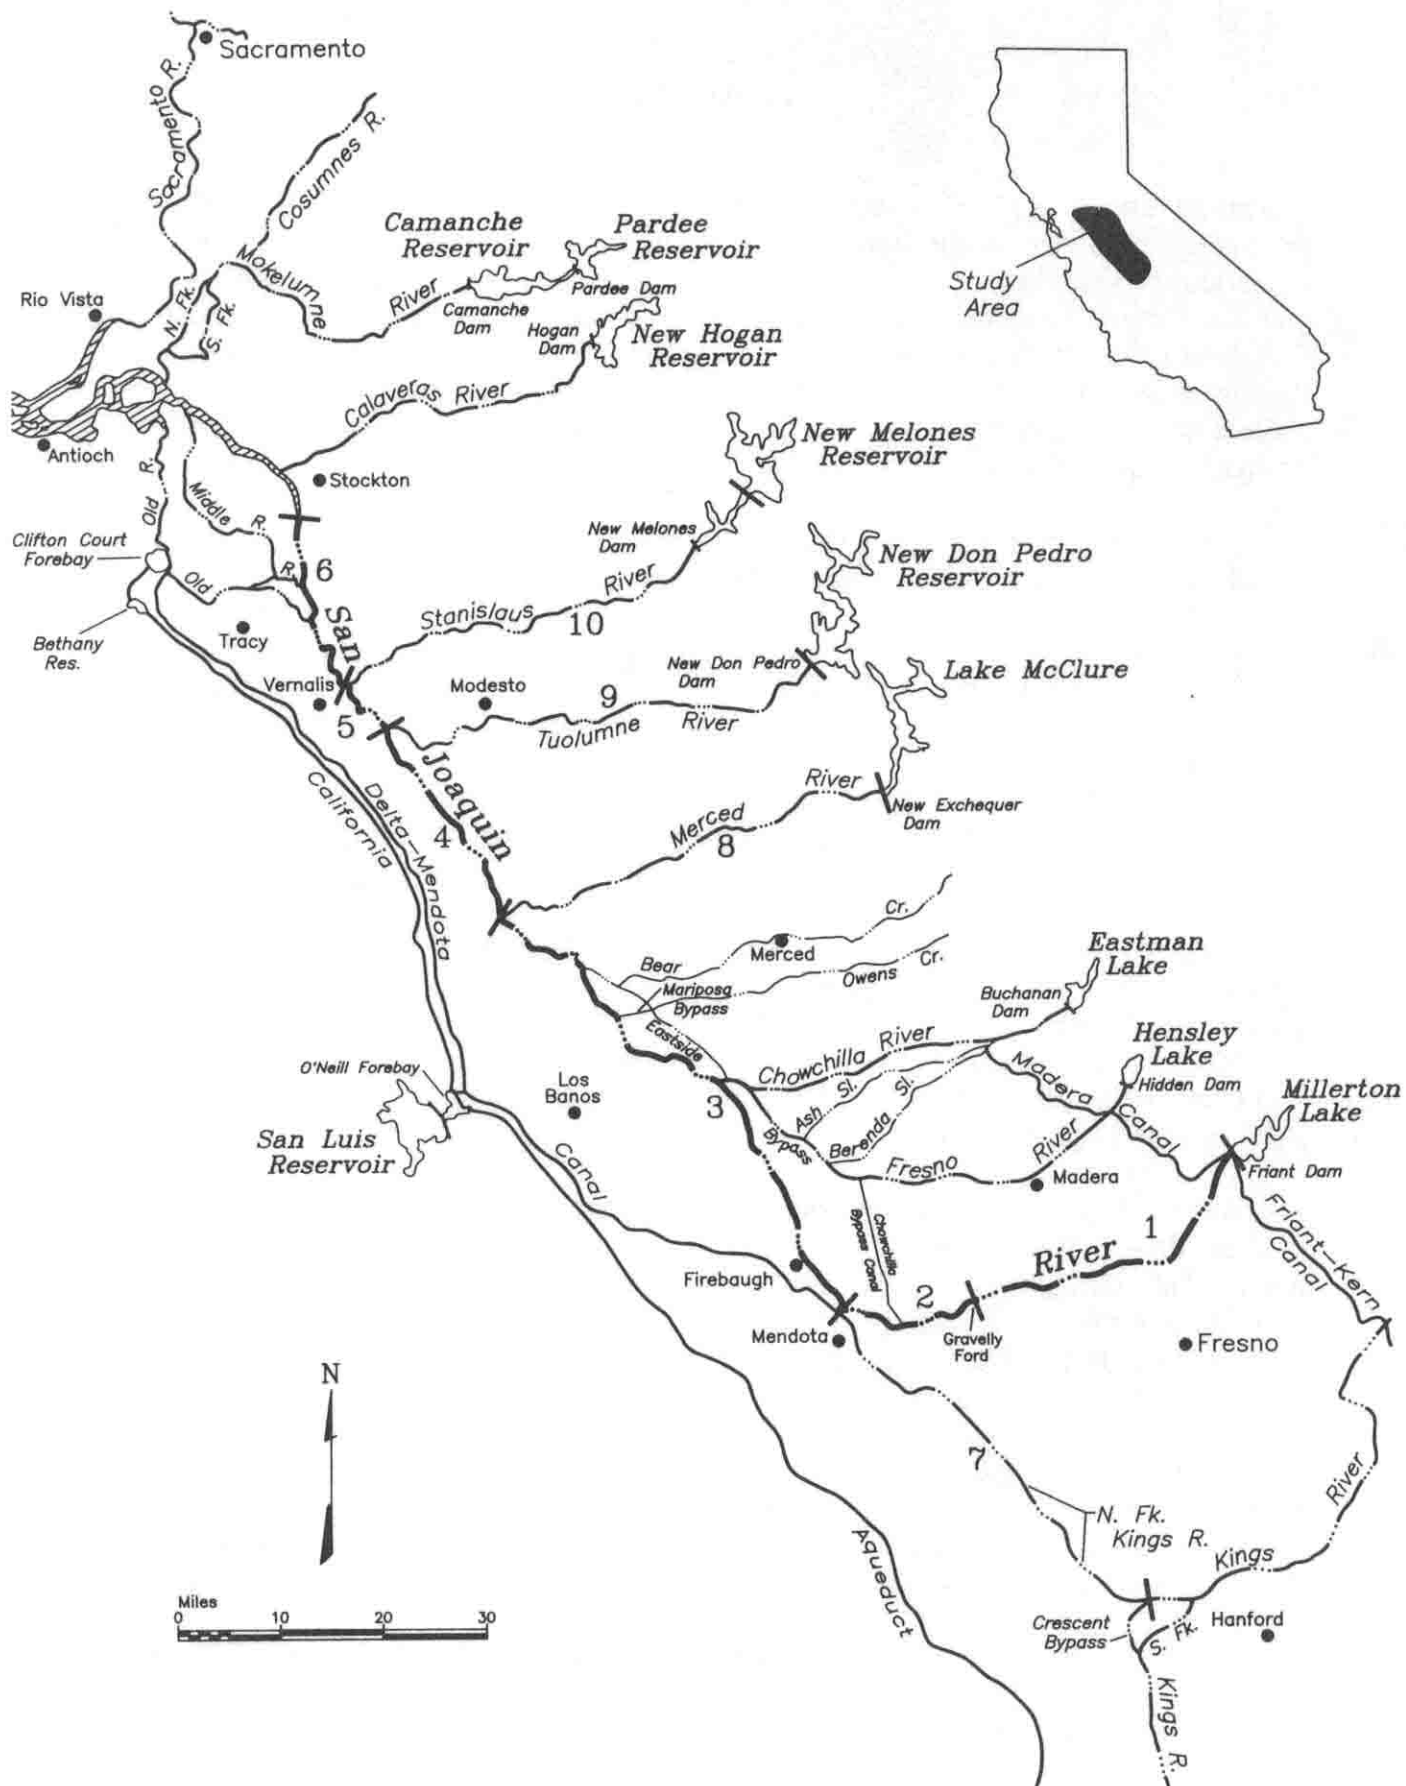 Sacramento
Sacramento R.
Cosumnes R.
Camanche
Reservoir
Pardee
Reservoir
Study
Area
Mokelumne
River
Camanche
Dam
Pardee Dam
Rio Vista
N. Fk.
S. Fk.
Hogan
Dam
New Hogan
Reservoir
Calaveras River
Antioch
Stockton
New Melones
Reservoir
Old R.
Middle R.
New Melones
Dam
Clifton Court
Forebay
New Don Pedro
Reservoir
Old R.
6
San
Stanislaus River
10
Bethany
Res.
Tracy
New Don Pedro
Dam
Lake McClure
Vernalis
5
Modesto
9
Tuolumne River
Joaquin
California
Delta-Mendota
4
Merced River
8
New Exchequer
Dam
Bear
Merced
Cr.
Mariposa
Bypass
Owens
Cr.
Eastman
Lake
Buchanan
Dam
Eastside
Chowchilla River
Hensley
Lake
Hidden Dam
O'Neill Forebay
Los
Banos
3
Ash Sl.
Berenda Sl.
Bypass
Madera
Canal
Millerton
Lake
San Luis
Reservoir
Canal
Fresno River
Madera
Friant Dam
Chowchilla
Bypass Canal
1
River
Friant-Kern
Canal
Firebaugh
2
Mendota
Gravelly
Ford
Fresno
N
7
River
N. Fk.
Kings R.
Kings
Aqueduct
Miles
0 10 20 30
Crescent
Bypass
S. Fk.
Hanford
Kings R.